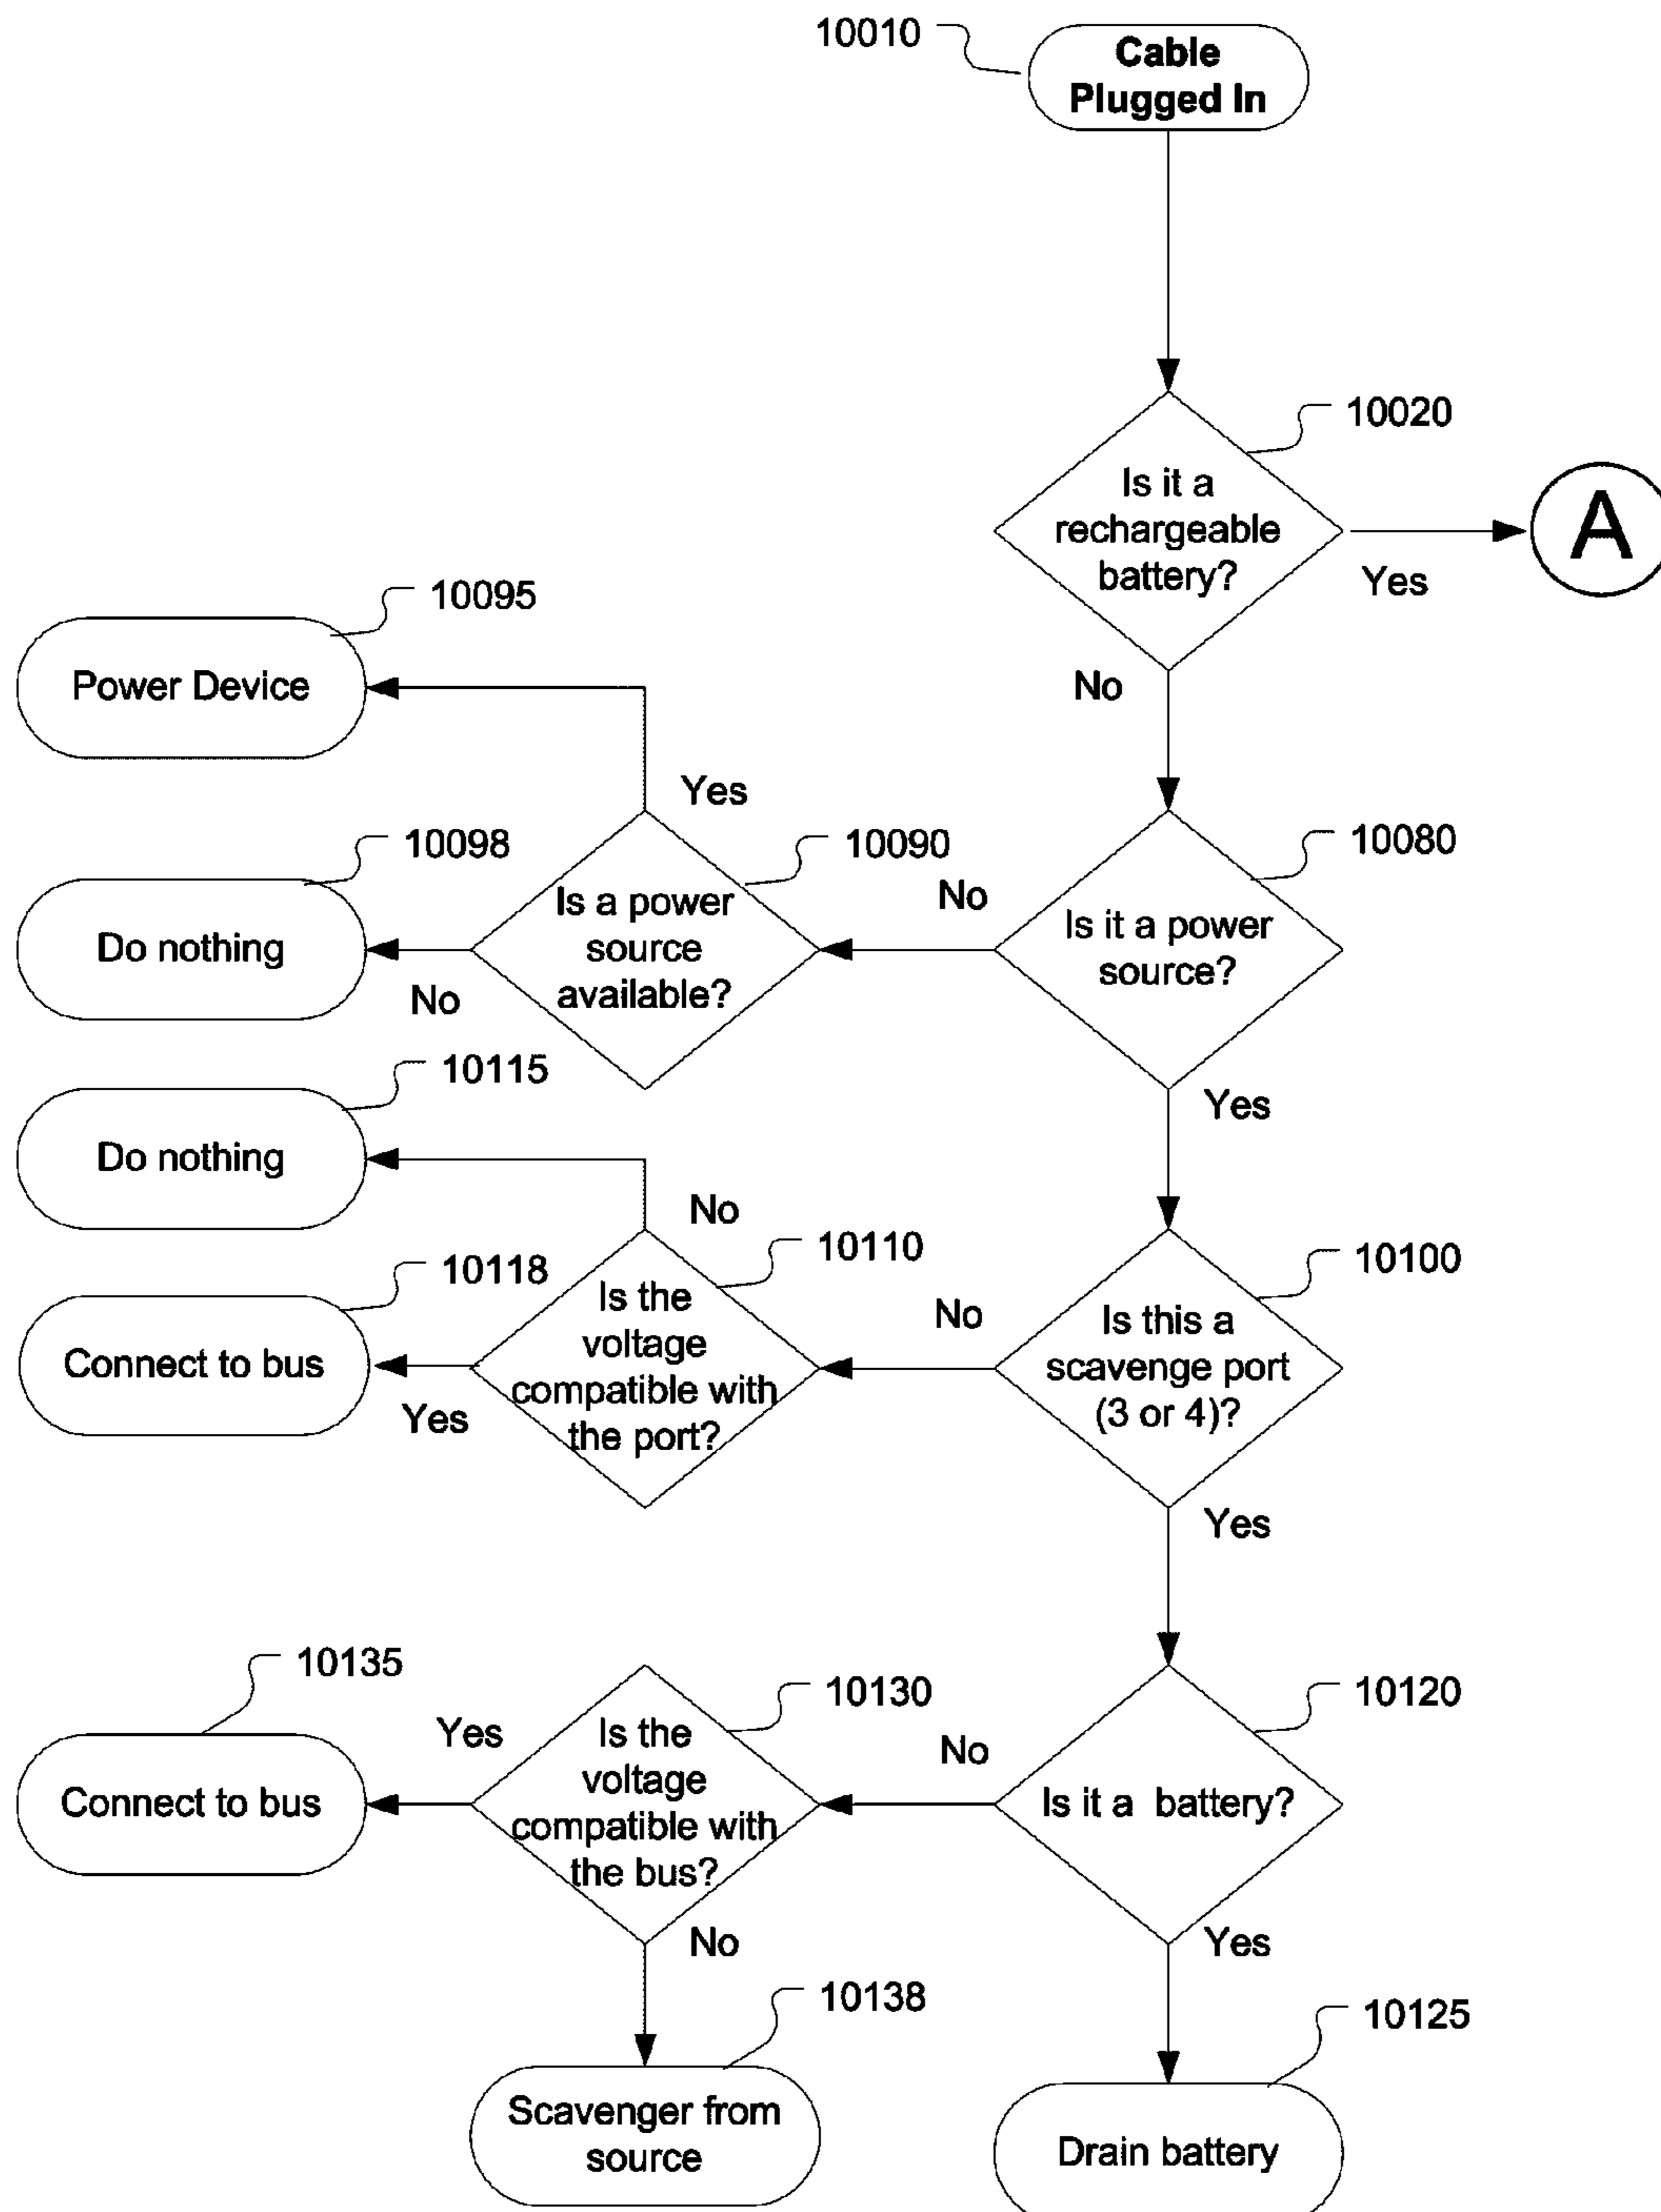 10010
Cable
Plugged In
10020
Is it a
rechargeable
battery?
A
Yes
No
10095
Power Device
Yes
10098
Do nothing
10090
Is a power
source
available?
No
No
10080
Is it a power
source?
Yes
10115
Do nothing
No
10118
Connect to bus
Yes
10110
Is the
voltage
compatible with
the port?
No
10100
Is this a
scavenge port
(3 or 4)?
Yes
10135
Connect to bus
Yes
10130
Is the
voltage
compatible with
the bus?
No
No
10120
Is it a battery?
Yes
10138
Scavenger from
source
10125
Drain battery